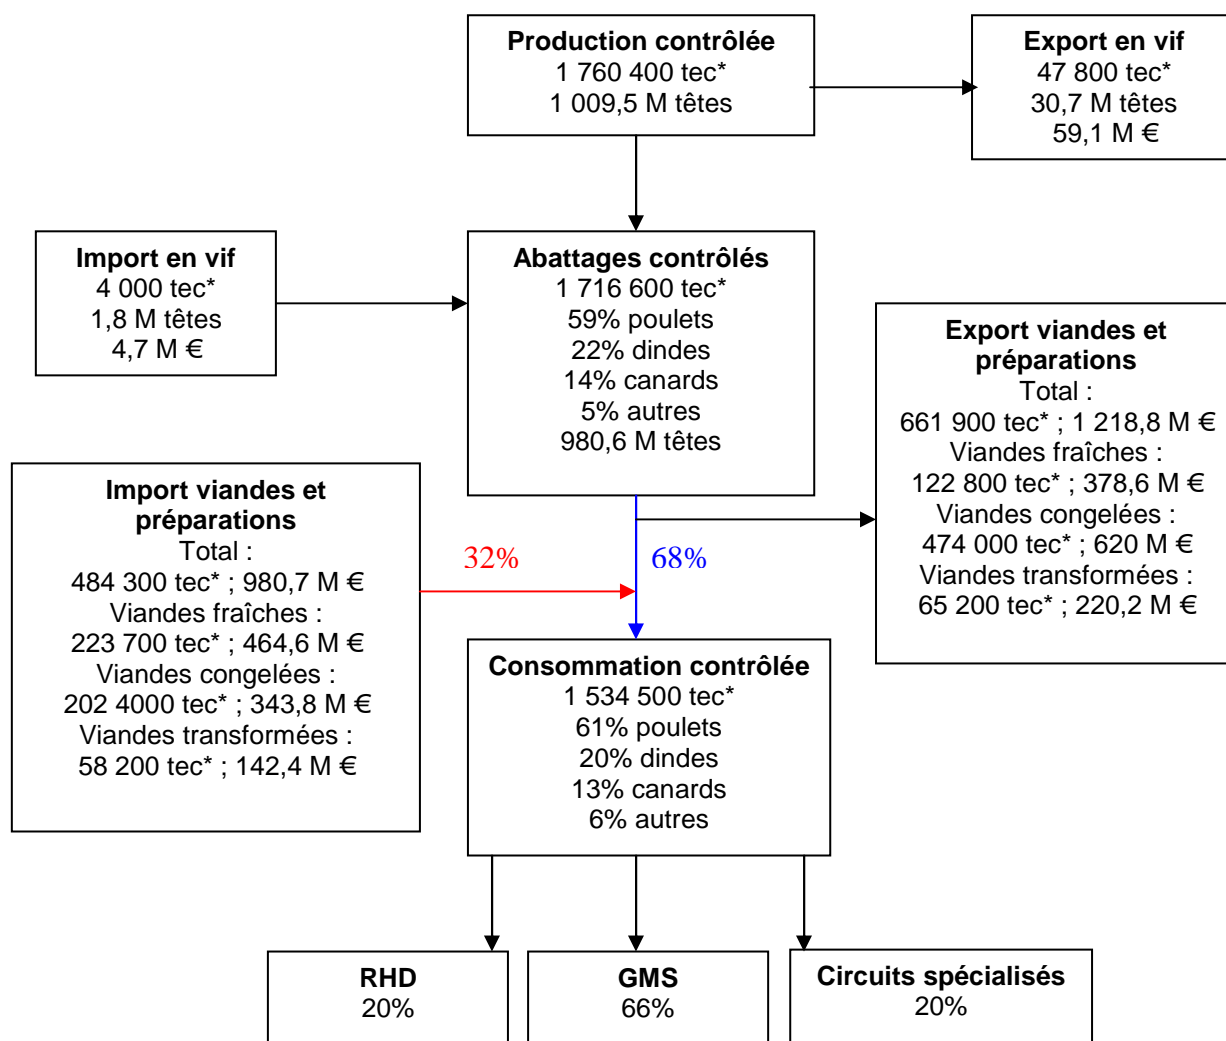 Production contrôlée
1 760 400 tec*
1 009,5 M têtes
Export en vif
47 800 tec*
30,7 M têtes
59,1 M €
Import en vif
4 000 tec*
1,8 M têtes
4,7 M €
Abattages contrôlés
1 716 600 tec*
59% poulets
22% dindes
14% canards
5% autres
980,6 M têtes
Export viandes et
préparations
Total :
661 900 tec* ; 1 218,8 M €
Viandes fraîches :
122 800 tec* ; 378,6 M €
Viandes congelées :
474 000 tec* ; 620 M €
Viandes transformées :
65 200 tec* ; 220,2 M €
Import viandes et
préparations
Total :
484 300 tec* ; 980,7 M €
Viandes fraîches :
223 700 tec* ; 464,6 M €
Viandes congelées :
202 4000 tec* ; 343,8 M €
Viandes transformées :
58 200 tec* ; 142,4 M €
32%
68%
Consommation contrôlée
1 534 500 tec*
61% poulets
20% dindes
13% canards
6% autres
RHD
20%
GMS
66%
Circuits spécialisés
20%